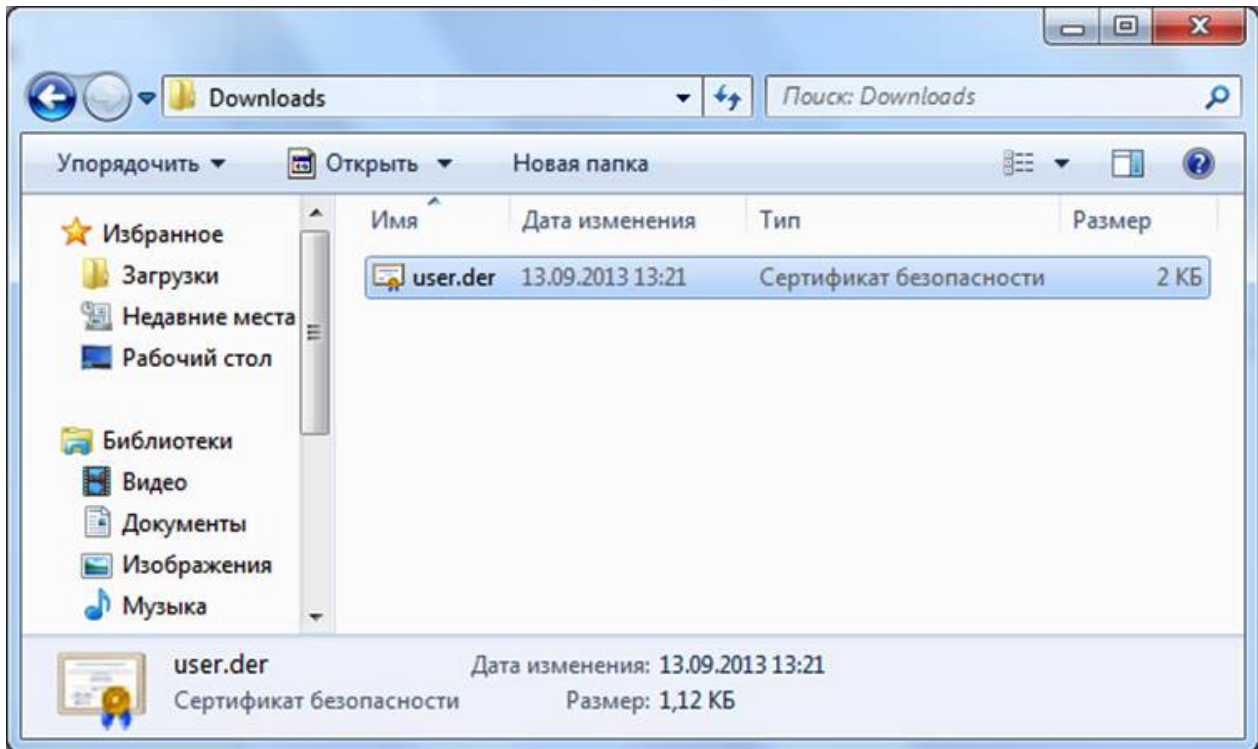 Downloads
Поиск: Downloads
Упорядочить
Открыть
Новая папка
Избранное
Загрузки
Недавние места
Рабочий стол
Библиотеки
Видео
Документы
Изображения
Музыка
Имя Дата изменения Тип Размер
user.der 13.09.2013 13:21 Сертификат безопасности 2 КБ
user.der Дата изменения: 13.09.2013 13:21
Сертификат безопасности Размер: 1,12 КБ